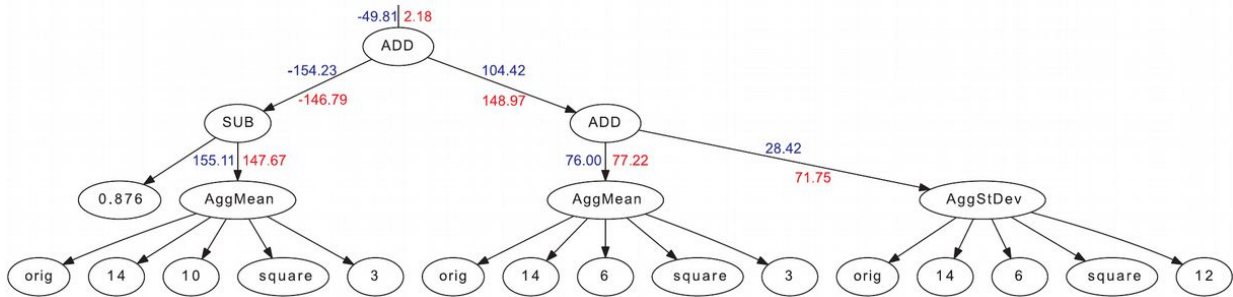 -49.81 2.18
ADD
-154.23 104.42
-146.79 148.97
SUB ADD
155.11 147.67 76.00 77.22 28.42
71.75
0.876 AggMean AggMean AggStDev
orig 14 10 square 3 orig 14 6 square 3 orig 14 6 square 12